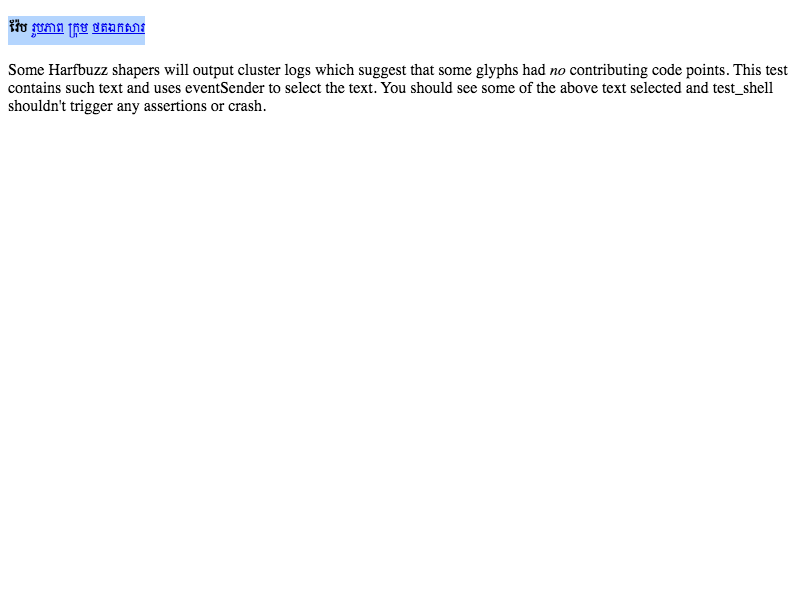 វ៉ែប រូបភាព ក្រុម ថតឯកសារ
Some Harfbuzz shapers will output cluster logs which suggest that some glyphs had no contributing code points. This test
contains such text and uses eventSender to select the text. You should see some of the above text selected and test_shell
shouldn't trigger any assertions or crash.